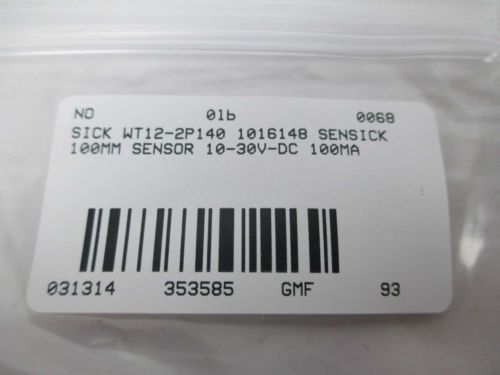 NO 01b 0068
SICK WT12-2P140 1016148 SENSICK
100MM SENSOR 10-30V-DC 100MA
031314 353585 GMF 93